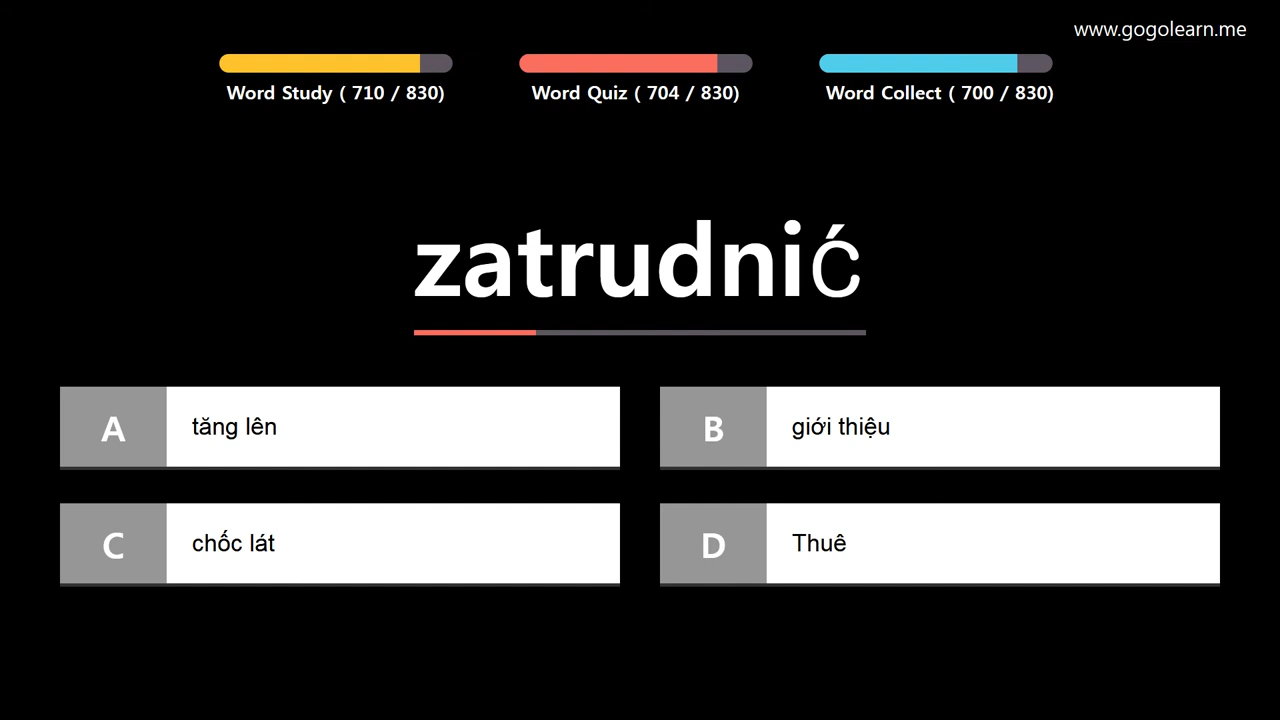 www.gogolearn.me
Word Study ( 710 / 830)
Word Quiz ( 704 / 830)
Word Collect ( 700 / 830)
zatrudnić
A tăng lên
B giới thiệu
C chốc lát
D Thuê